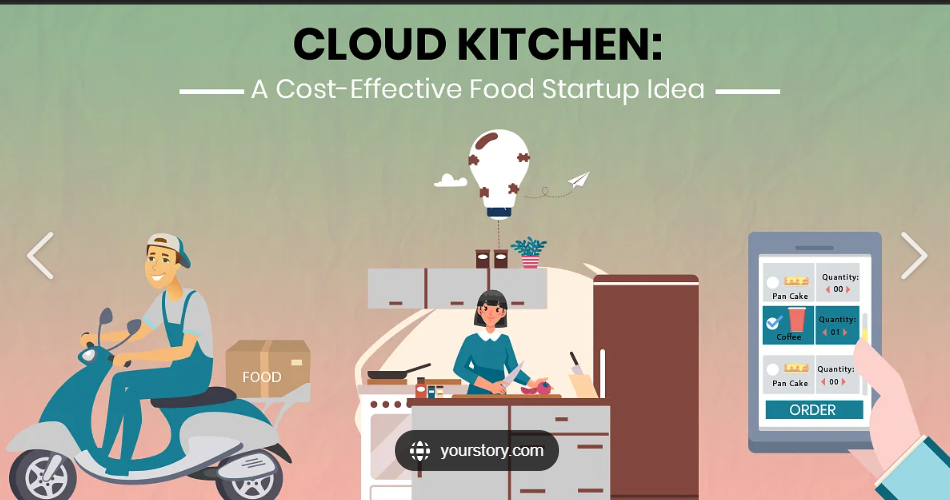 CLOUD KITCHEN:
A Cost-Effective Food Startup Idea
FOOD
Quantity:
00
Pan Cake
Quantity:
01
Coffee
Quantity:
00
Pan Cake
ORDER
yourstory.com